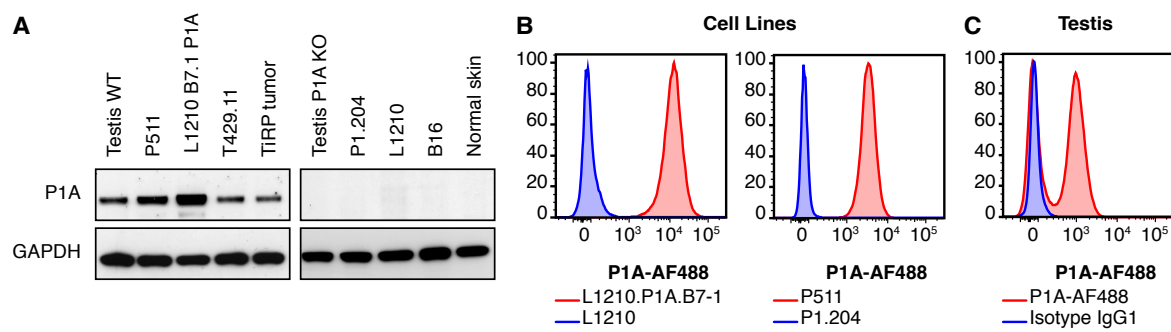 A
Testis WT
P511
L1210 B7.1 P1A
T429.11
TiRP tumor
Testis P1A KO
P1.204
L1210
B16
Normal skin
P1A
GAPDH
B
Cell Lines
100
80
60
40
20
0
0 10³ 10⁴ 10⁵
P1A-AF488
L1210.P1A.B7-1
L1210
100
80
60
40
20
0
0 10³ 10⁴ 10⁵
P1A-AF488
P511
P1.204
C
Testis
100
80
60
40
20
0
0 10³ 10⁴ 10⁵
P1A-AF488
P1A-AF488
Isotype IgG1